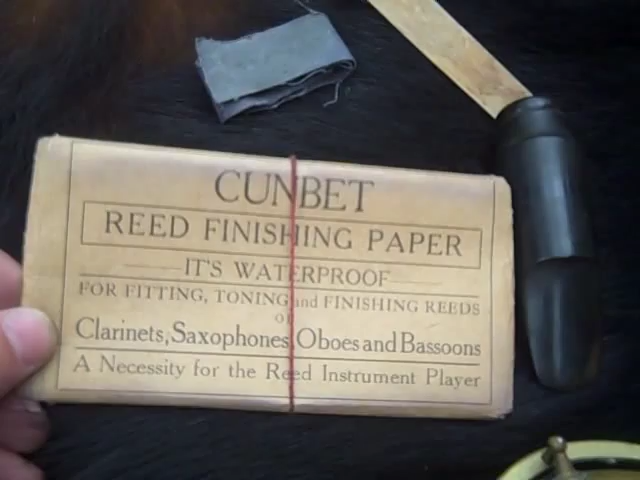 CUNBET
REED FINISHING PAPER
IT'S WATERPROOF
FOR FITTING, TONING and FINISHING REEDS
OF
Clarinets, Saxophones, Oboes and Bassoons
A Necessity for the Reed Instrument Player